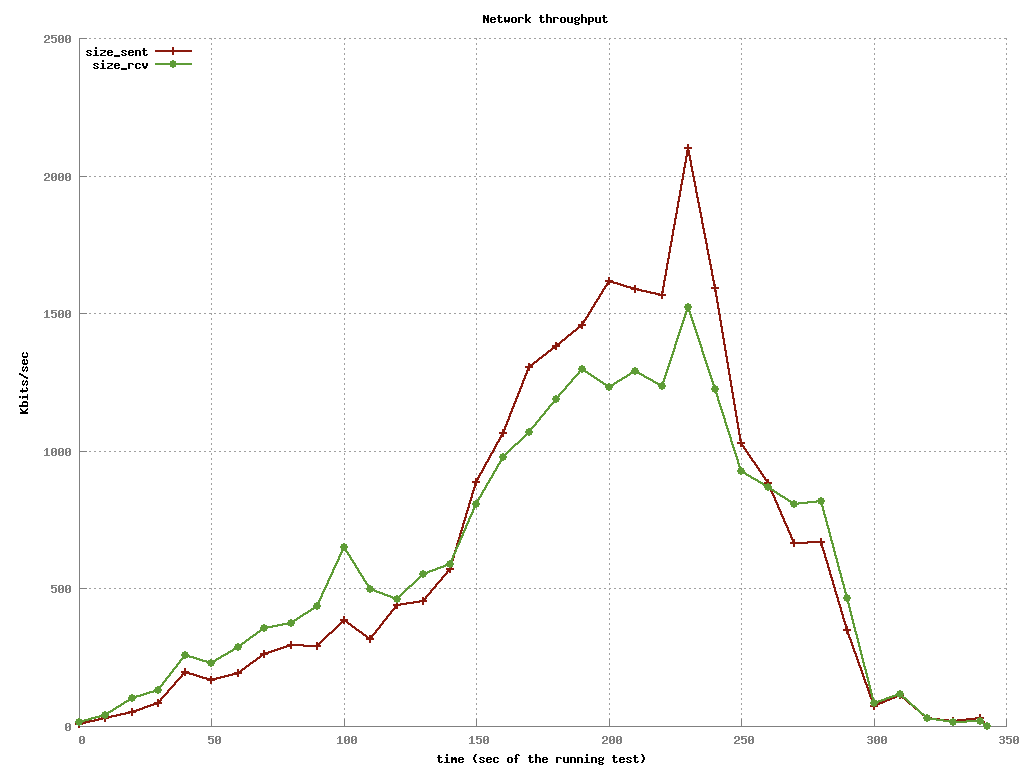 Network throughput
2500
size_sent
size_rcv
2000
1500
Kbits/sec
1000
500
0
0 50 100 150 200 250 300 350
time (sec of the running test)